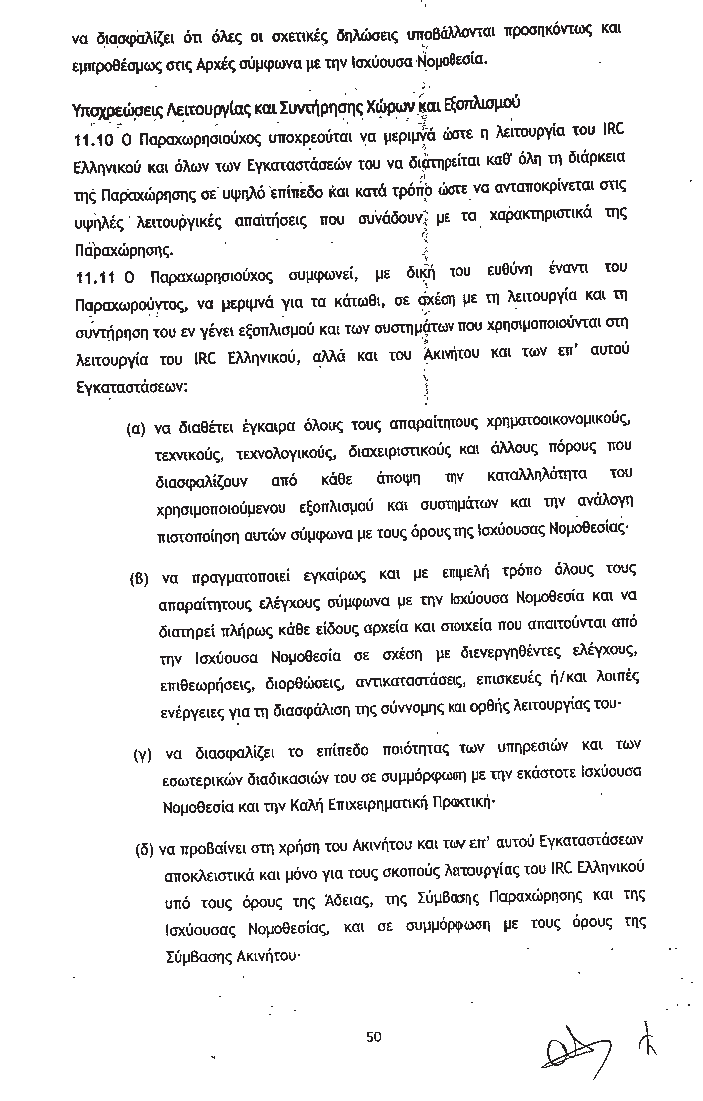 να διασφαλίζει ότι όλες οι σχετικές δηλώσεις υποβάλλονται προσηκόντως και
εμπροθέσμως στις Αρχές σύμφωνα με την Ισχύουσα Νομοθεσία.
Υποχρεώσεις Λειτουργίας και Συντήρησης Χώρων και Εξοπλισμού
11.10 Ο Παραχωρησιούχος υποχρεούται να μεριμνά ώστε η λειτουργία του IRC
Ελληνικού και όλων των Εγκαταστάσεών του να διατηρείται καθ' όλη τη διάρκεια
της Παραχώρησης σε υψηλό επίπεδο και κατά τρόπο ώστε να ανταποκρίνεται στις
υψηλές λειτουργικές απαιτήσεις που συνάδουν με τα χαρακτηριστικά της
Παραχώρησης.
11.11 Ο Παραχωρησιούχος συμφωνεί, με δική του ευθύνη έναντι του
Παραχωρούντος, να μεριμνά για τα κάτωθι, σε σχέση με τη λειτουργία και τη
συντήρηση του εν γένει εξοπλισμού και των συστημάτων που χρησιμοποιούνται στη
λειτουργία του IRC Ελληνικού, αλλά και του Ακινήτου και των επ' αυτού
Εγκαταστάσεων:
(α) να διαθέτει έγκαιρα όλους τους απαραίτητους χρηματοοικονομικούς,
τεχνικούς, τεχνολογικούς, διαχειριστικούς και άλλους πόρους που
διασφαλίζουν από κάθε άποψη την καταλληλότητα του
χρησιμοποιούμενου εξοπλισμού και συστημάτων και την ανάλογη
πιστοποίηση αυτών σύμφωνα με τους όρους της Ισχύουσας Νομοθεσίας·
(β) να πραγματοποιεί εγκαίρως και με επιμελή τρόπο όλους τους
απαραίτητους ελέγχους σύμφωνα με την Ισχύουσα Νομοθεσία και να
διατηρεί πλήρως κάθε είδους αρχεία και στοιχεία που απαιτούνται από
την Ισχύουσα Νομοθεσία σε σχέση με διενεργηθέντες ελέγχους,
επιθεωρήσεις, διορθώσεις, αντικαταστάσεις, επισκευές ή/και λοιπές
ενέργειες για τη διασφάλιση της σύννομης και ορθής λειτουργίας του·
(γ) να διασφαλίζει το επίπεδο ποιότητας των υπηρεσιών και των
εσωτερικών διαδικασιών του σε συμμόρφωση με την εκάστοτε Ισχύουσα
Νομοθεσία και την Καλή Επιχειρηματική Πρακτική·
(δ) να προβαίνει στη χρήση του Ακινήτου και των επ' αυτού Εγκαταστάσεων
αποκλειστικά και μόνο για τους σκοπούς λειτουργίας του IRC Ελληνικού
υπό τους όρους της Άδειας, της Σύμβασης Παραχώρησης και της
Ισχύουσας Νομοθεσίας, και σε συμμόρφωση με τους όρους της
Σύμβασης Ακινήτου·
50